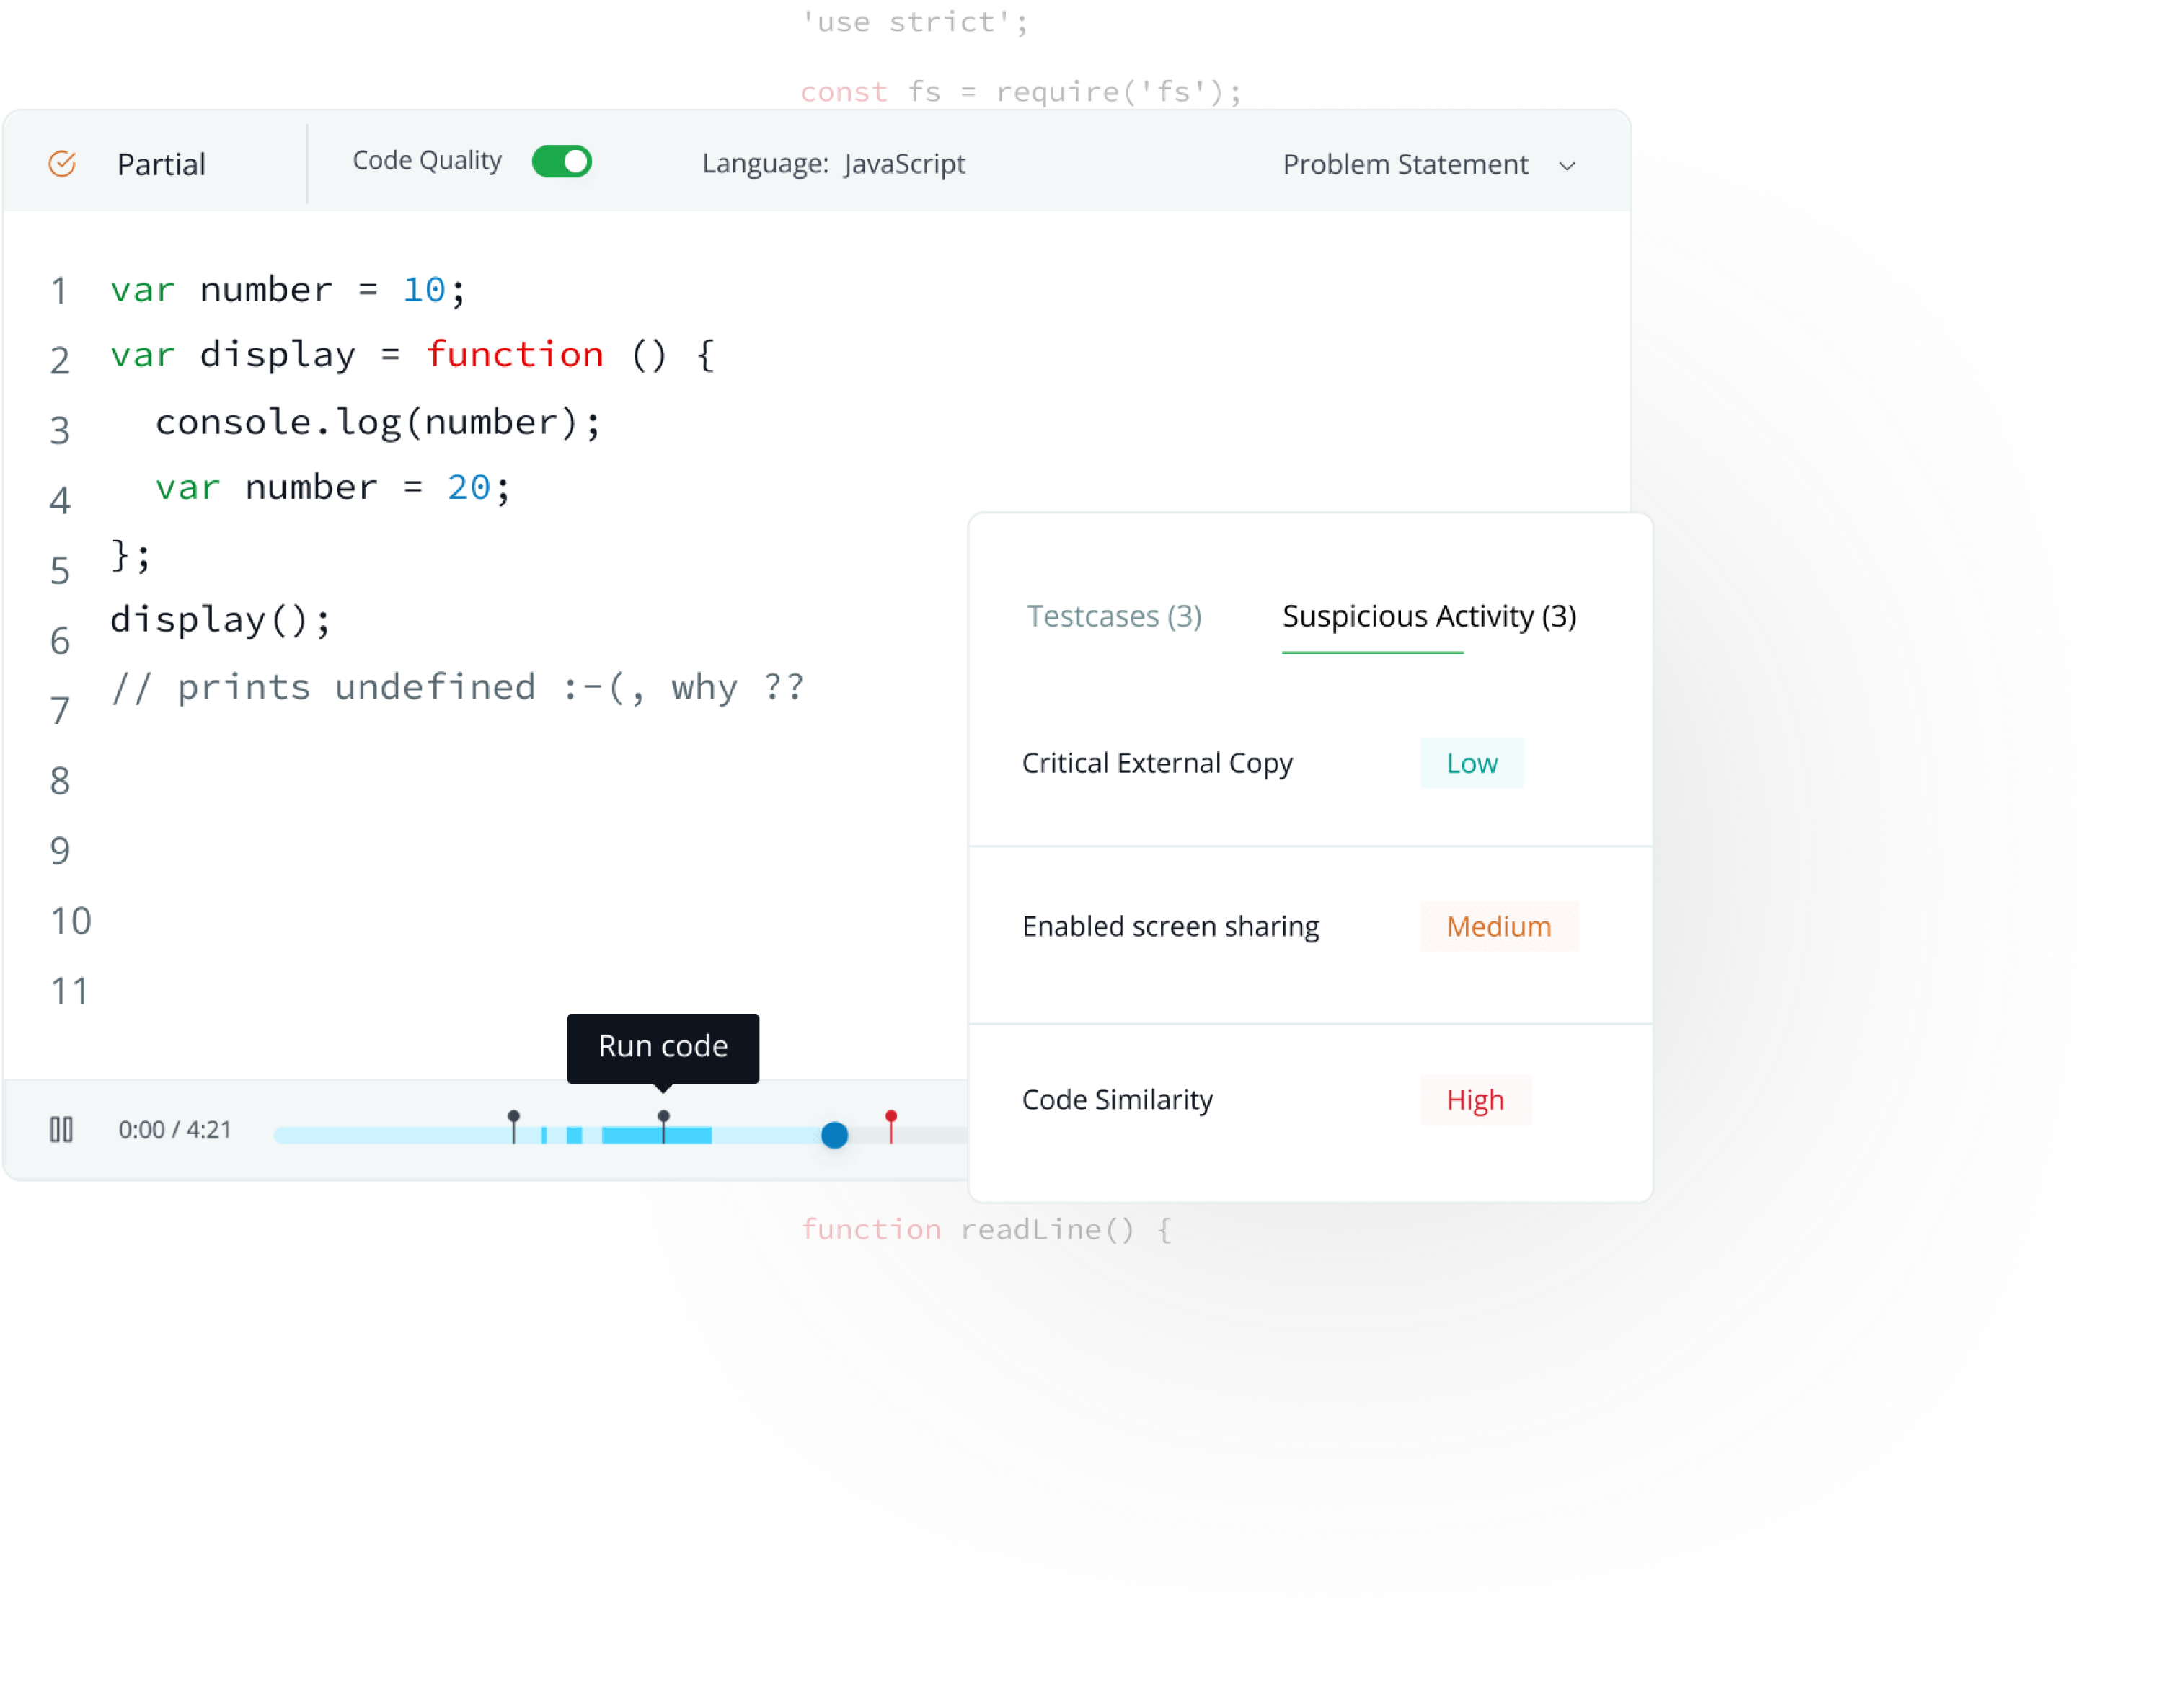 'use strict';
const fs = require('fs');
Partial
Code Quality
Language: JavaScript
Problem Statement
1 var number = 10;
2 var display = function () {
3 console.log(number);
4 var number = 20;
5 };
6 display();
7 // prints undefined :-(, why ??
8
9
10
11
Testcases (3) Suspicious Activity (3)
Critical External Copy Low
Enabled screen sharing Medium
Code Similarity High
Run code
0:00 / 4:21
function readLine() {